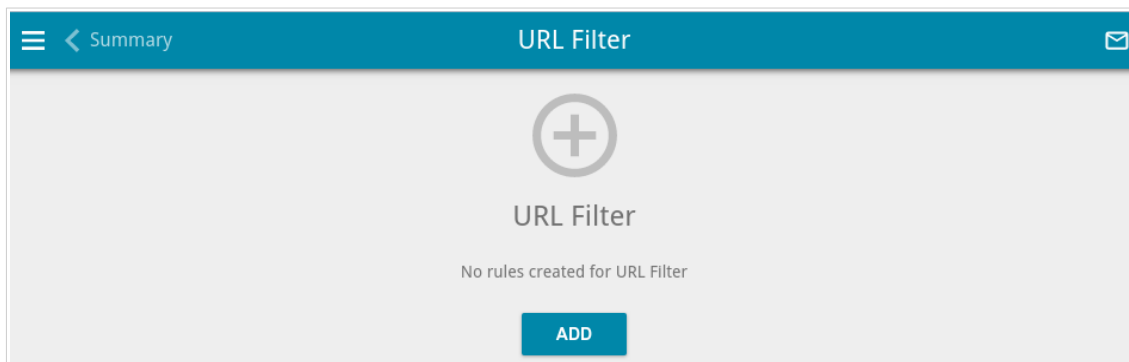 Summary
URL Filter
URL Filter
No rules created for URL Filter
ADD